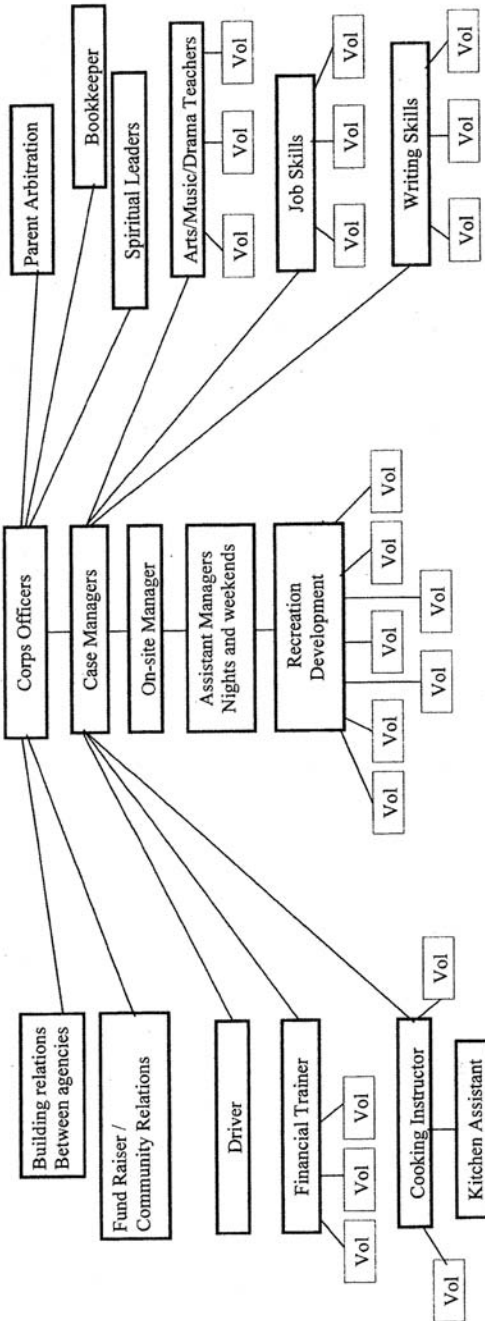 Corps Officers
Building relations
Between agencies
Fund Raiser /
Community Relations
Parent Arbitration
Bookkeeper
Spiritual Leaders
Case Managers
On-site Manager
Assistant Managers
Nights and weekends
Recreation
Development
Vol
Vol
Vol
Vol
Vol
Vol
Vol
Driver
Financial Trainer
Vol
Vol
Vol
Cooking Instructor
Vol
Vol
Kitchen Assistant
Arts/Music/Drama Teachers
Vol
Vol
Vol
Job Skills
Vol
Vol
Vol
Writing Skills
Vol
Vol
Vol